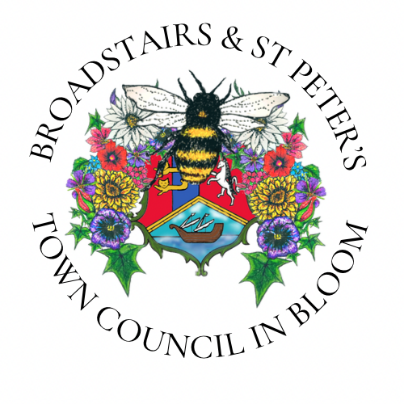 BROADSTAIRS & ST PETER'S
TOWN COUNCIL IN BLOOM